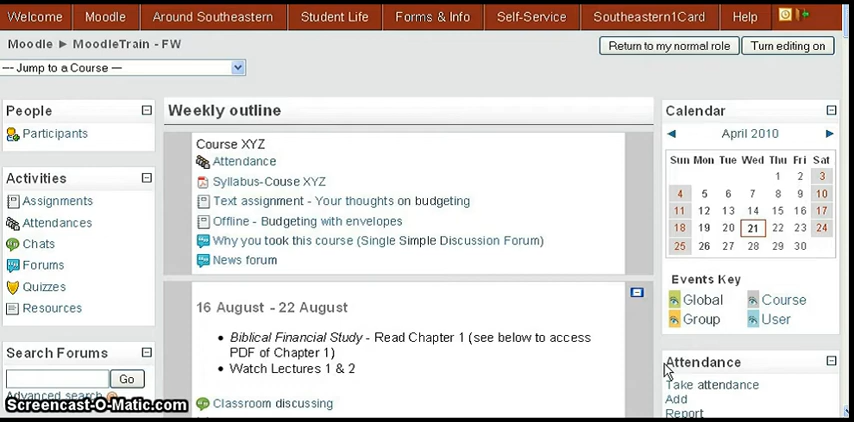 Welcome Moodle Around Southeastern Student Life Forms & Info Self-Service Southeastern1Card Help
Moodle ► MoodleTrain - FW
Return to my normal role Turn editing on
--- Jump to a Course ---
People
Participants
Activities
Assignments
Attendances
Chats
Forums
Quizzes
Resources
Search Forums
Go
Advanced search
Screencast-O-Matic.com
Weekly outline
Course XYZ
Attendance
Syllabus-Couse XYZ
Text assignment - Your thoughts on budgeting
Offline - Budgeting with envelopes
Why you took this course (Single Simple Discussion Forum)
News forum
16 August - 22 August
• Biblical Financial Study - Read Chapter 1 (see below to access
PDF of Chapter 1)
• Watch Lectures 1 & 2
Classroom discussing
Calendar
◄ April 2010 ►
Sun Mon Tue Wed Thu Fri Sat
1 2 3
4 5 6 7 8 9 10
11 12 13 14 15 16 17
18 19 20 21 22 23 24
25 26 27 28 29 30
Events Key
Global Course
Group User
Attendance
Take attendance
Add
Report